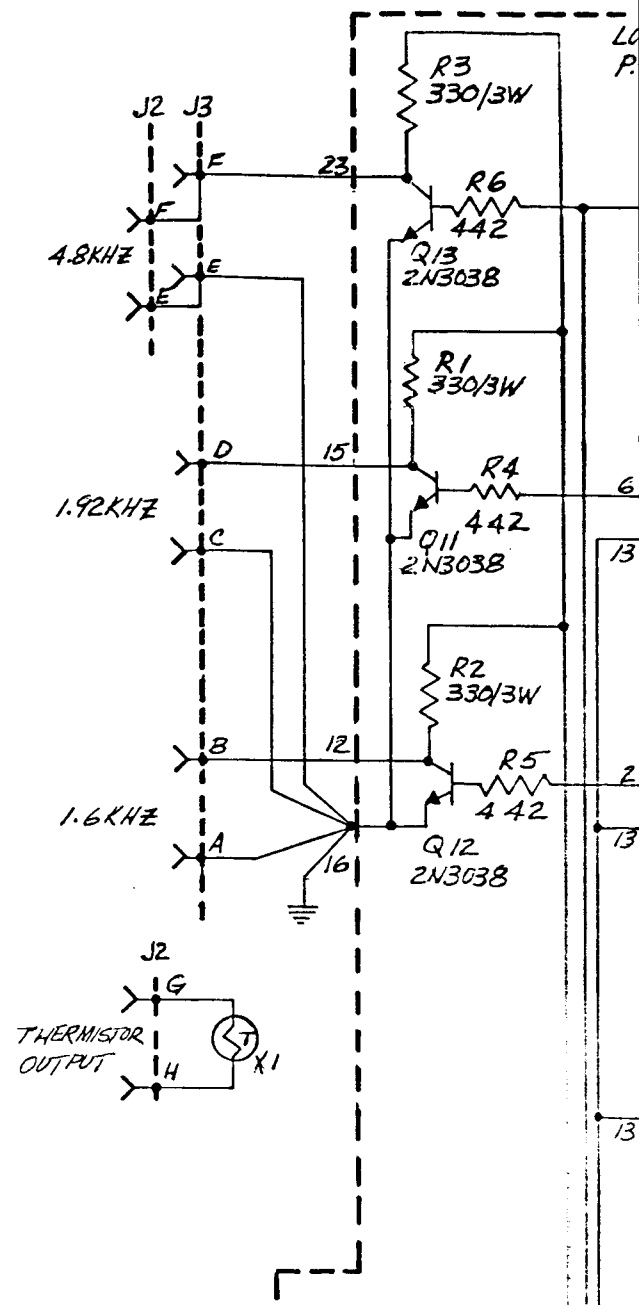 LO
P.
R3
330/3W
J2
J3
F
23
F
R6
442
4.8KHZ
E
Q13
2N3038
E
R1
330/3W
D
15
R4
6
1.92KHZ
442
C
Q11
2N3038
13
R2
330/3W
B
12
R5
2
442
1.6KHZ
A
13
16
Q12
2N3038
J2
G
THERMISTOR
OUTPUT
T
X1
H
13